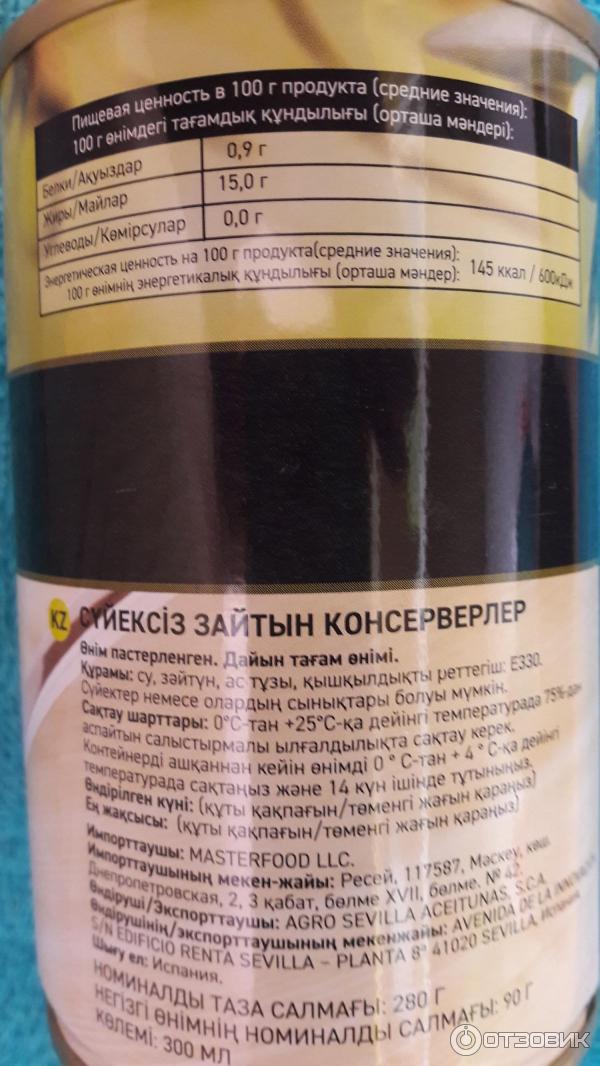 Пищевая ценность в 100 г продукта (средние значения):
100 г өнімдегі тағамдық құндылығы (орташа мәндері):
Белки/Ақуыздар 0,9 г
Жиры/Майлар 15,0 г
Углеводы/Көмірсулар 0,0 г
Энергетическая ценность на 100 г продукта(средние значения):
100 г өнімнің энергетикалық құндылығы (орташа мәндер): 145 ккал / 600кДж
KZ СҮЙЕКСІЗ ЗАЙТЫН КОНСЕРВЕРЛЕР
Өнім пастерленген. Дайын тағам өнімі.
Құрамы: су, зәйтүн, ас тұзы, қышқылдықты реттегіш: Е330.
Сүйектер немесе олардың сынықтары болуы мүмкін.
Сақтау шарттары: 0°С-тан +25°С-қа дейінгі температурада 75%-дан
аспайтын салыстырмалы ылғалдылықта сақтау керек.
Контейнерді ашқаннан кейін өнімді 0 ° С-тан + 4 ° С-қа дейінгі
температурада сақтаңыз және 14 күн ішінде тұтыныңыз.
Өндірілген күні: (құты қақпағын/төменгі жағын қараңыз)
Ең жақсысы: (құты қақпағын/төменгі жағын қараңыз)
Импорттаушы: MASTERFOOD LLC.
Импорттаушының мекен-жайы: Ресей, 117587, Мәскеу, көш.
Днепропетровская, 2, 3 қабат, бөлме XVII, бөлме. № 42.
Өндіруші/Экспорттаушы: AGRO SEVILLA ACEITUNAS, S.C.A.
Өндірушінің/экспорттаушының мекенжайы: AVENIDA DE LA INNOVACION
S/N EDIFICIO RENTA SEVILLA – PLANTA 8ª 41020 SEVILLA, Испания.
Шығу ел: Испания.
НОМИНАЛДЫ ТАЗА САЛМАҒЫ: 280 Г
НЕГІЗГІ ӨНІМНІҢ НОМИНАЛДЫ САЛМАҒЫ: 90 Г
КӨЛЕМІ: 300 МЛ
ОТЗОВИК